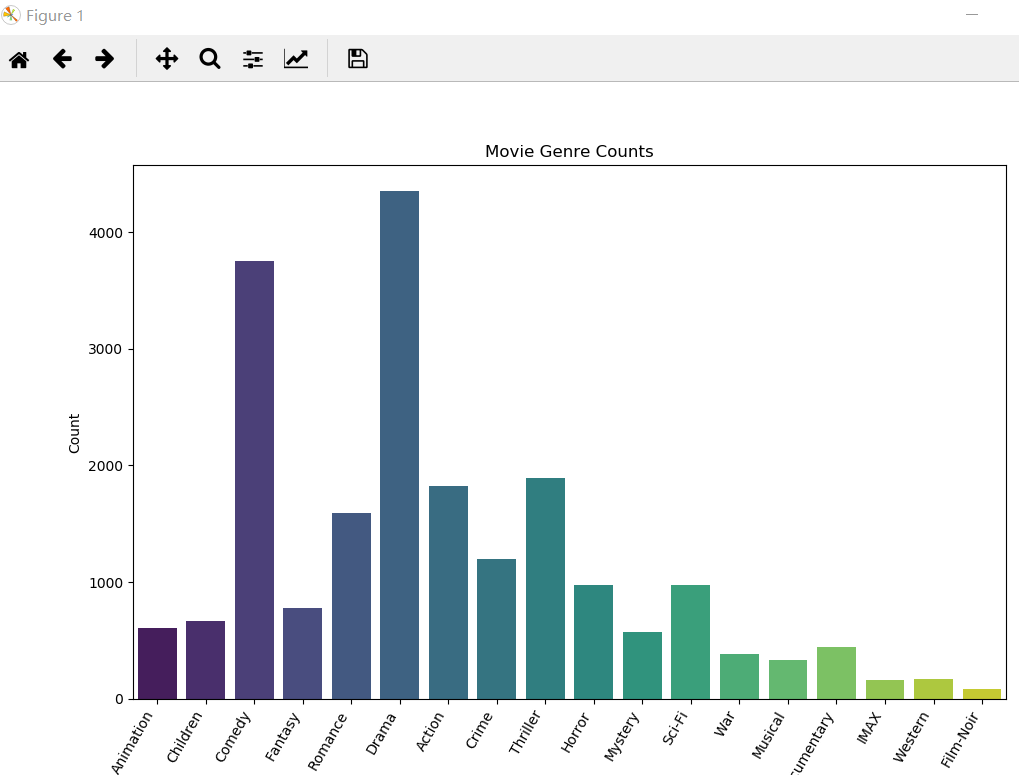 Figure 1
Movie Genre Counts
4000
3000
2000
1000
0
Count
Animation
Children
Comedy
Fantasy
Romance
Drama
Action
Crime
Thriller
Horror
Mystery
Sci-Fi
War
Musical
umentary
IMAX
Western
Film-Noir